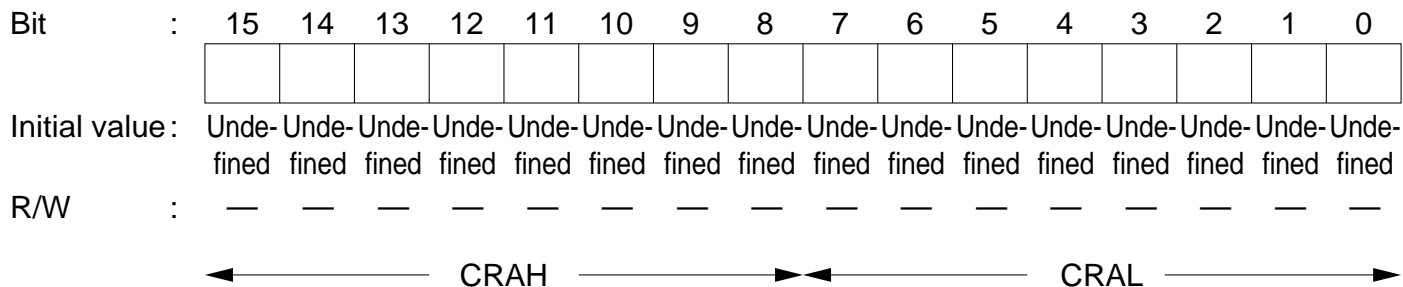 Bit : 15 14 13 12 11 10 9 8 7 6 5 4 3 2 1 0
Initial value : Unde- Unde- Unde- Unde- Unde- Unde- Unde- Unde- Unde- Unde- Unde- Unde- Unde- Unde- Unde- Unde-
fined fined fined fined fined fined fined fined fined fined fined fined fined fined fined fined
R/W : — — — — — — — — — — — — — — — —
CRAH CRAL